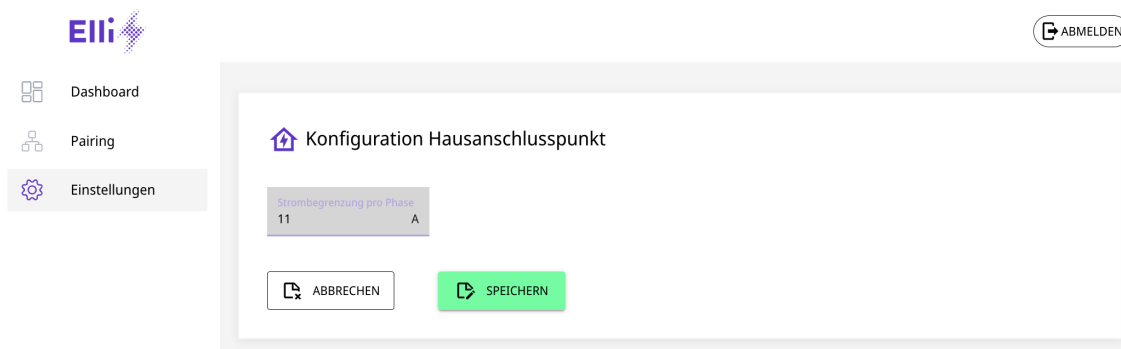 Elli
ABMELDEN
Dashboard
Pairing
Einstellungen
Konfiguration Hausanschlusspunkt
Strombegrenzung pro Phase
11 A
ABBRECHEN
SPEICHERN